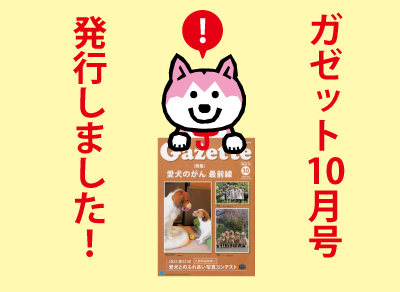 ガゼット10月号
発行しました！
!
J
Gazette
[特集]
愛犬のがん 最前線
10
愛犬とのふれあい写真コンテスト